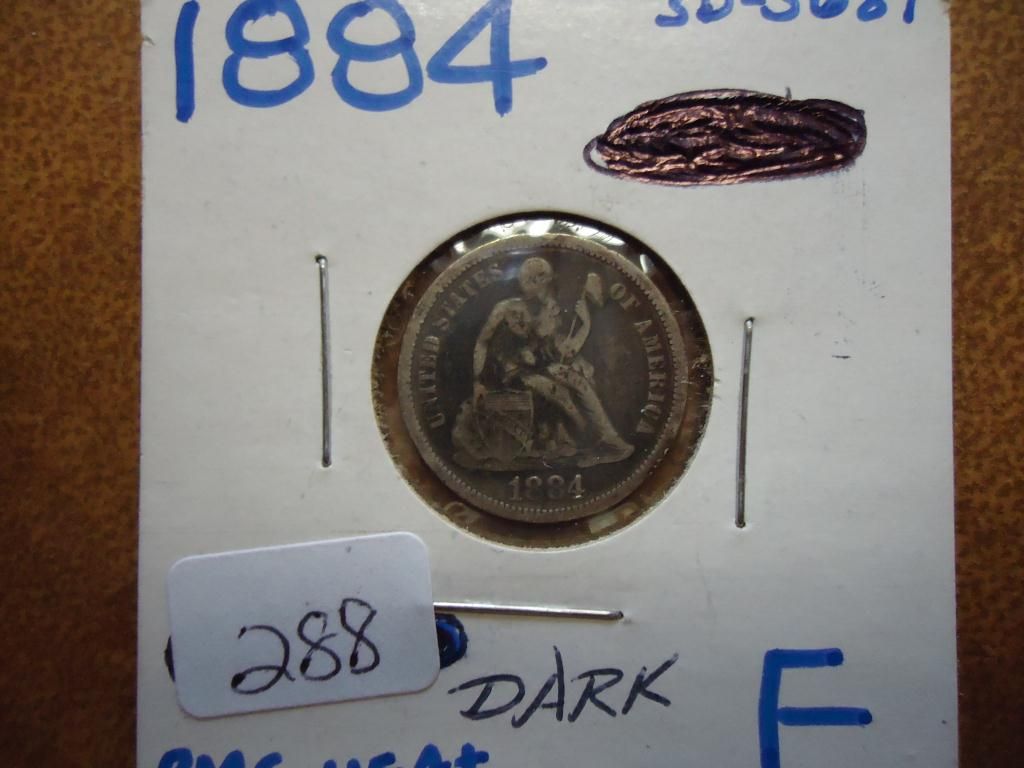 1884
UNITED STATES OF AMERICA
1884
288
DARK
F